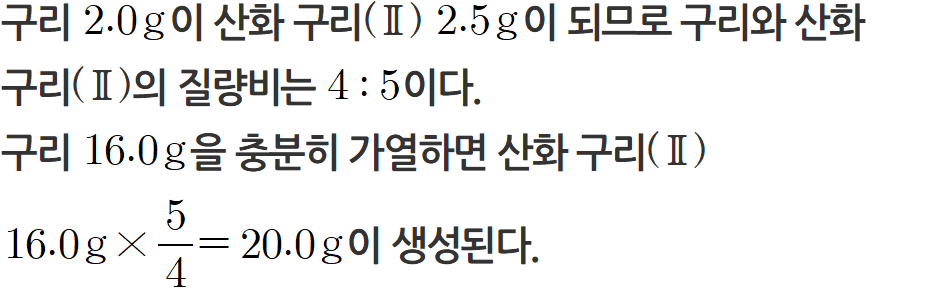 구리 2.0 g이 산화 구리(Ⅱ) 2.5 g이 되므로 구리와 산화
구리(Ⅱ)의 질량비는 4 : 5이다.
구리 16.0 g을 충분히 가열하면 산화 구리(Ⅱ)
16.0 g × 5/4 = 20.0 g이 생성된다.